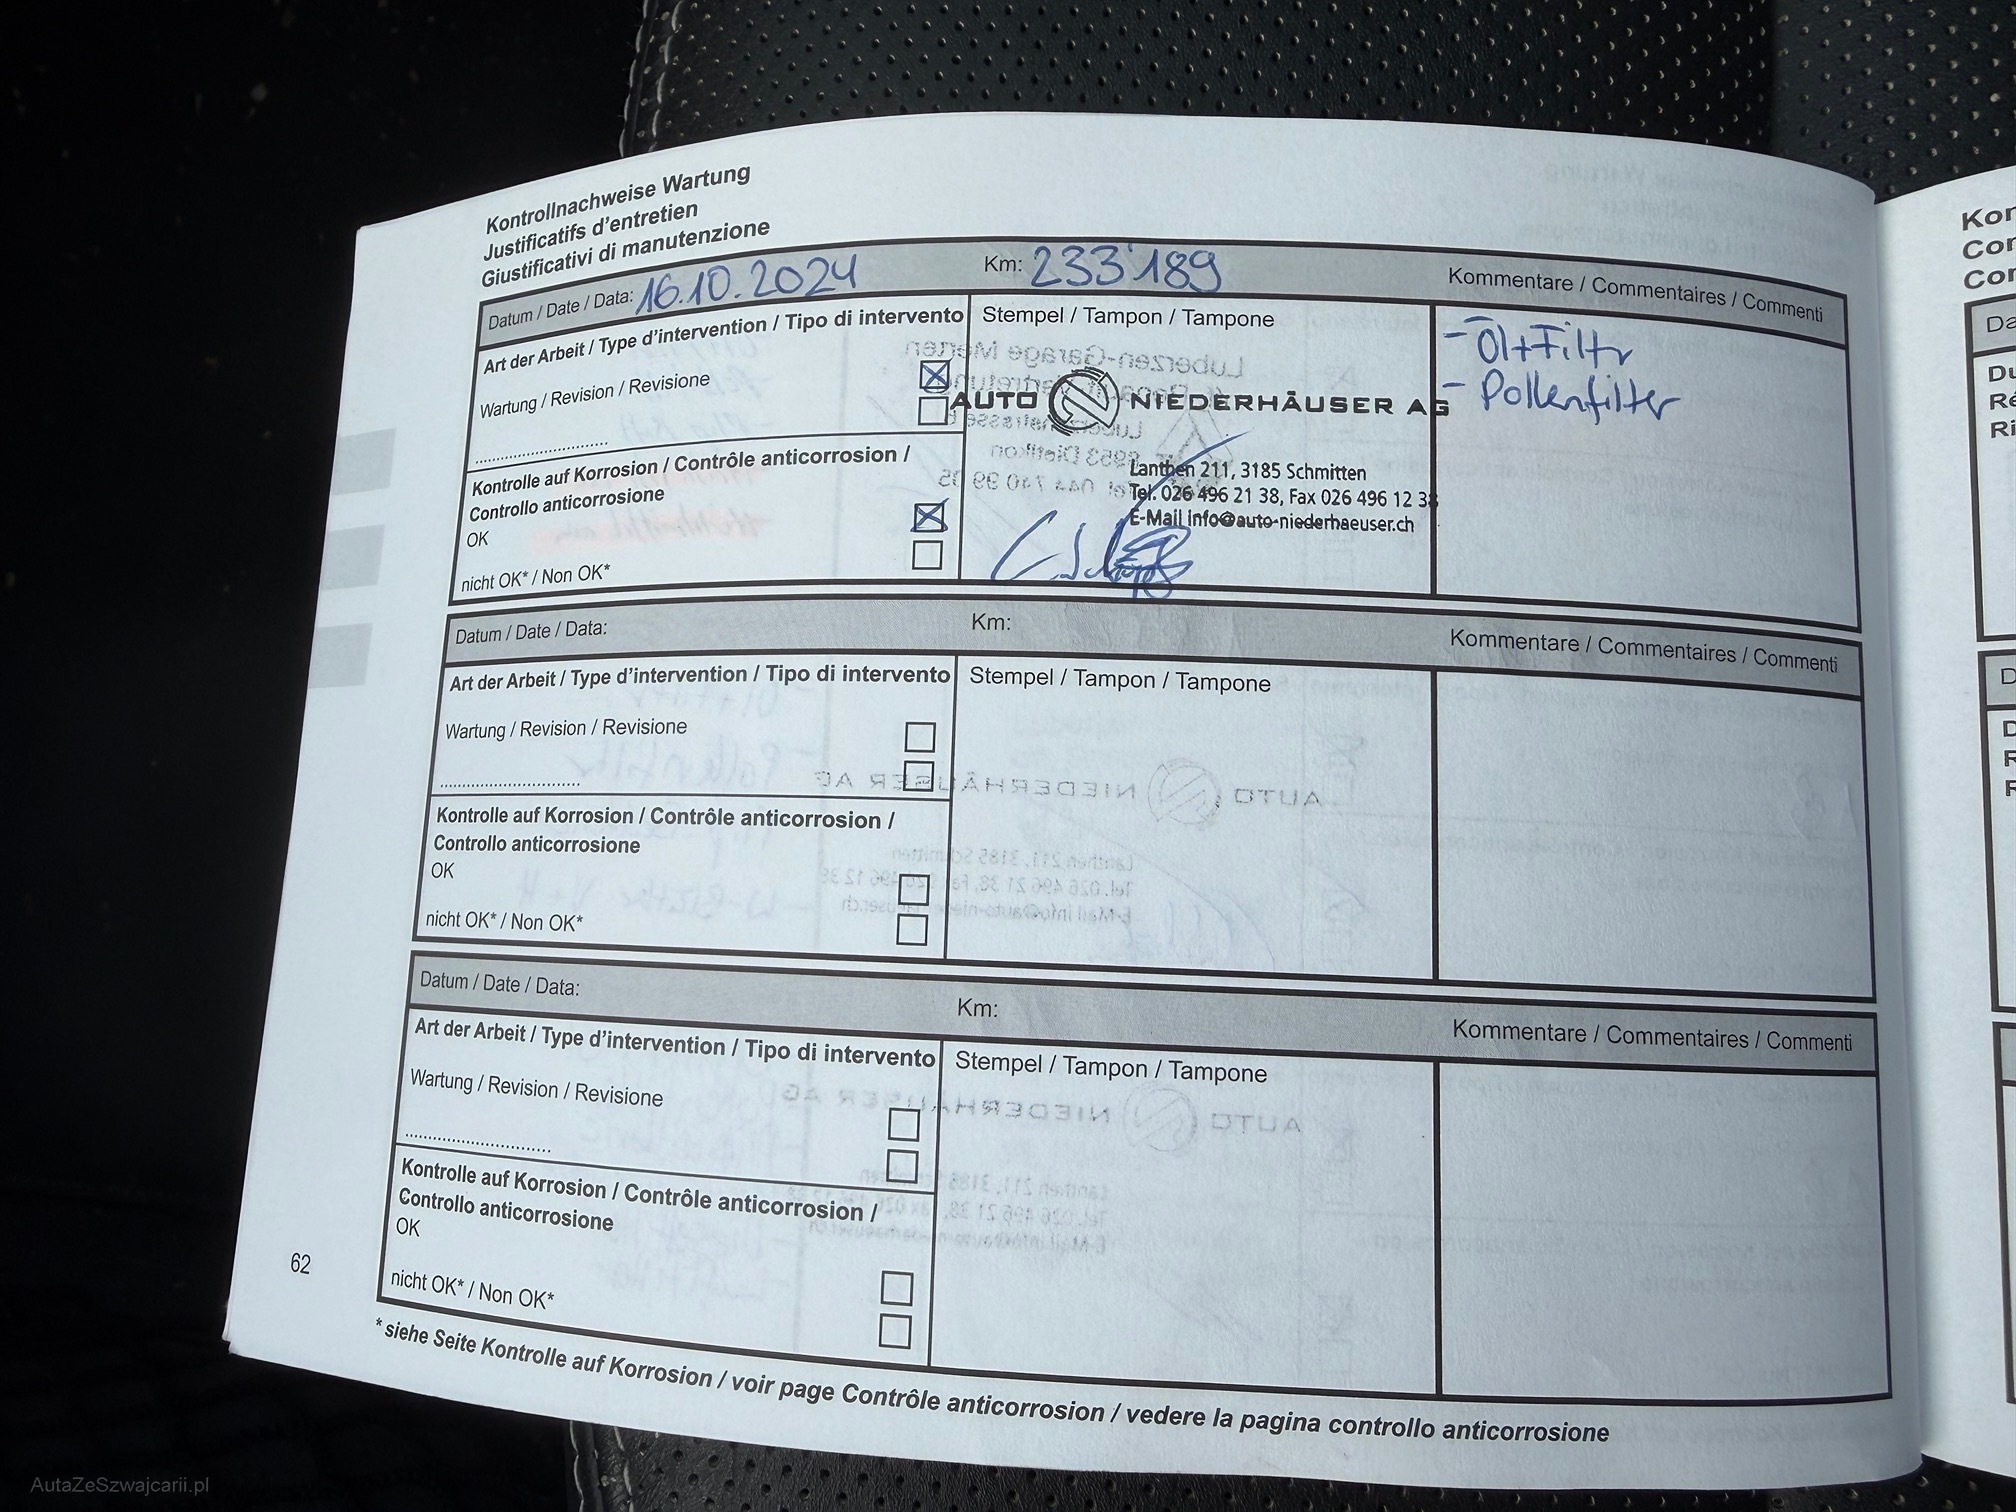 Kontrollnachweise Wartung
Justificatifs d'entretien
Giustificativi di manutenzione
Datum / Date / Data: 16.10.2024 Km: 233'189 Kommentare / Commentaires / Commenti
Art der Arbeit / Type d'intervention / Tipo di intervento
Stempel / Tampon / Tampone
- Öl+Filtr
- Pollenfilter
Wartung / Revision / Revisione
AUTO NIEDERHÄUSER AG
Lanthen 211, 3185 Schmitten
Tel. 026 496 21 38, Fax 026 496 12 38
E-Mail info@auto-niederhaeuser.ch
Kontrolle auf Korrosion / Contrôle anticorrosion /
Controllo anticorrosione
OK
nicht OK* / Non OK*
Datum / Date / Data: Km: Kommentare / Commentaires / Commenti
Art der Arbeit / Type d'intervention / Tipo di intervento
Stempel / Tampon / Tampone
Wartung / Revision / Revisione
Kontrolle auf Korrosion / Contrôle anticorrosion /
Controllo anticorrosione
OK
nicht OK* / Non OK*
Datum / Date / Data: Km: Kommentare / Commentaires / Commenti
Art der Arbeit / Type d'intervention / Tipo di intervento
Stempel / Tampon / Tampone
Wartung / Revision / Revisione
Kontrolle auf Korrosion / Contrôle anticorrosion /
Controllo anticorrosione
OK
nicht OK* / Non OK*
62
* siehe Seite Kontrolle auf Korrosion / voir page Contrôle anticorrosion / vedere la pagina controllo anticorrosione
AutaZeSzwajcarii.pl